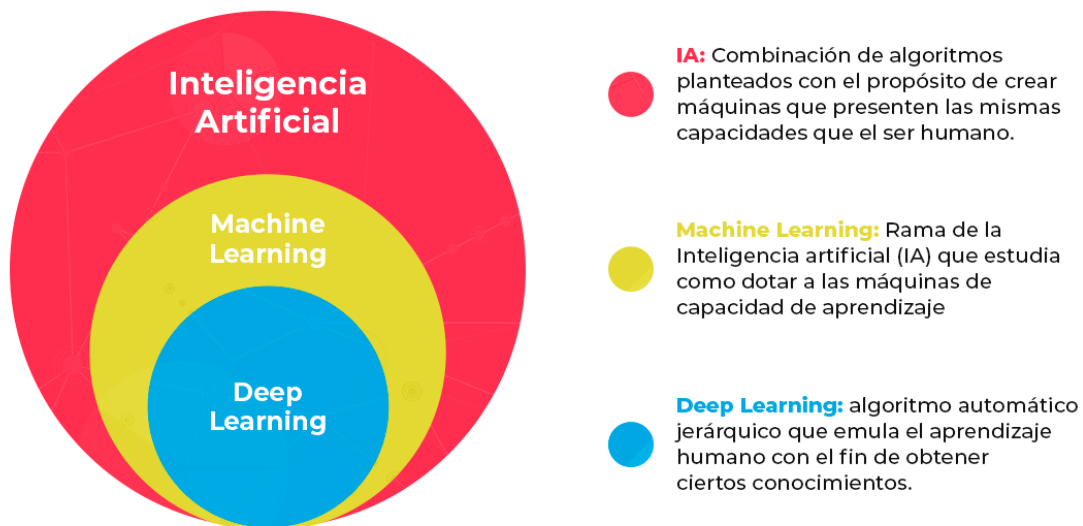 Inteligencia
Artificial
Machine
Learning
Deep
Learning
IA: Combinación de algoritmos
planteados con el propósito de crear
máquinas que presenten las mismas
capacidades que el ser humano.
Machine Learning: Rama de la
Inteligencia artificial (IA) que estudia
como dotar a las máquinas de
capacidad de aprendizaje
Deep Learning: algoritmo automático
jerárquico que emula el aprendizaje
humano con el fin de obtener
ciertos conocimientos.